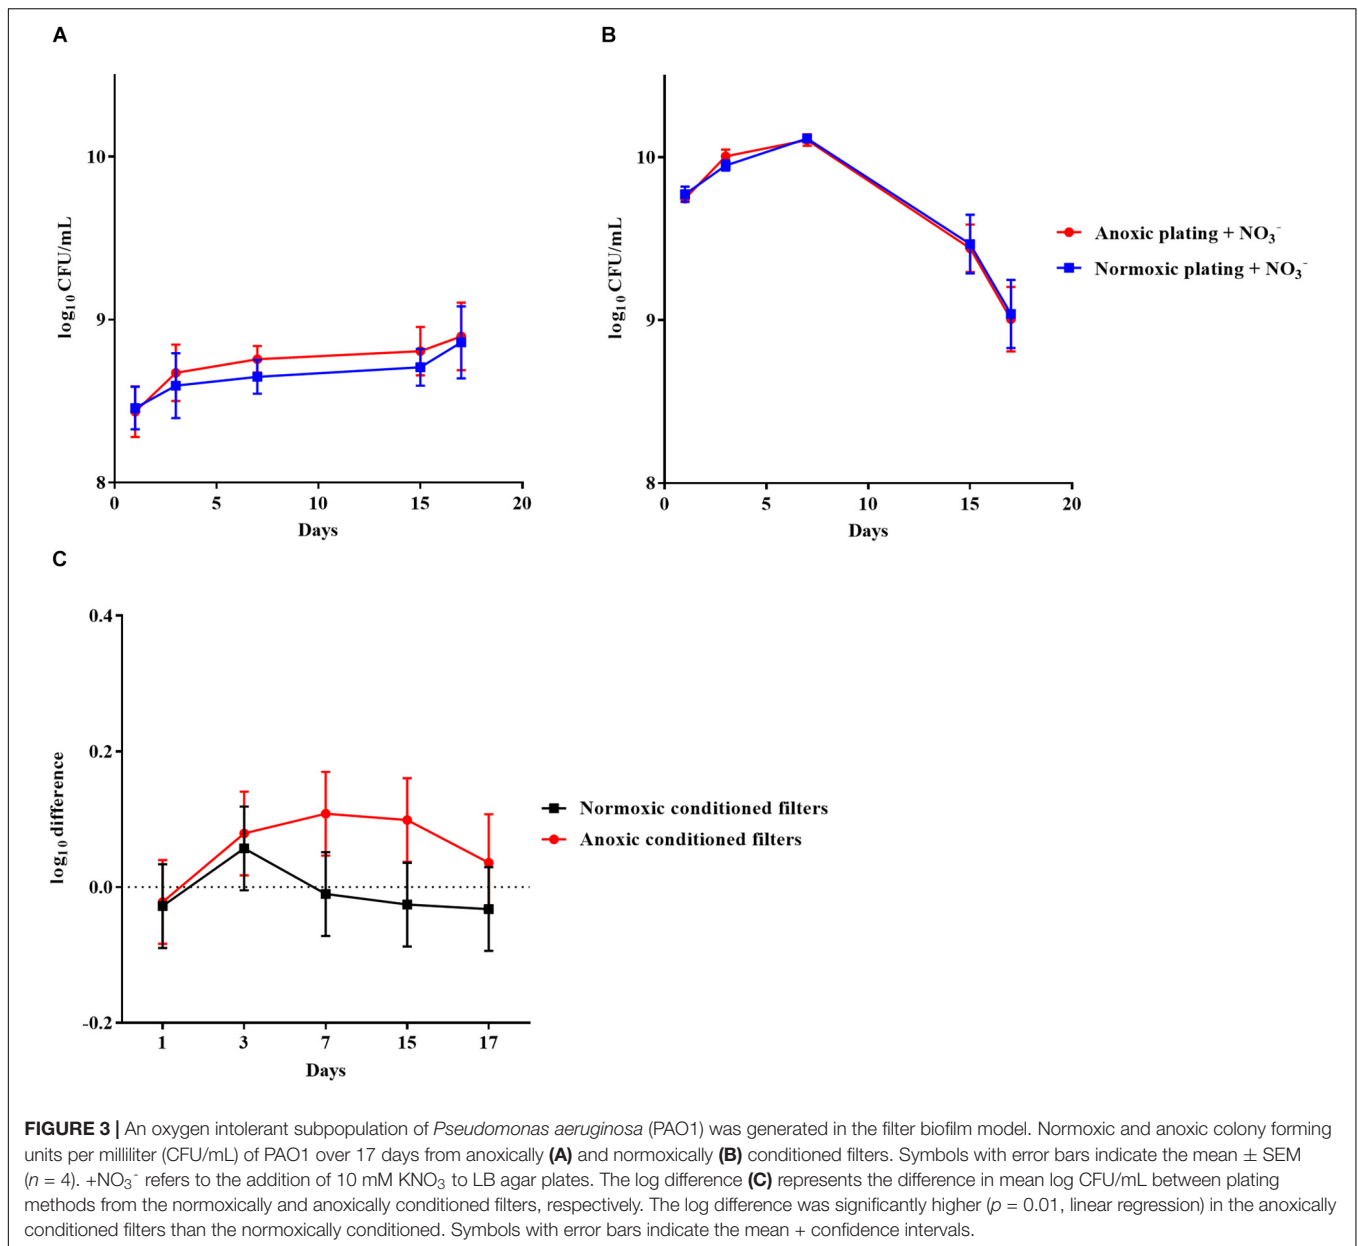 A
10
9
8
log10 CFU/mL
0 5 10 15 20
Days
B
10
9
8
log10 CFU/mL
0 5 10 15 20
Days
Anoxic plating + NO3-
Normoxic plating + NO3-
C
0.4
0.2
0.0
-0.2
log10 difference
1 3 7 15 17
Days
Normoxic conditioned filters
Anoxic conditioned filters
FIGURE 3 | An oxygen intolerant subpopulation of Pseudomonas aeruginosa (PAO1) was generated in the filter biofilm model. Normoxic and anoxic colony forming
units per milliliter (CFU/mL) of PAO1 over 17 days from anoxically (A) and normoxically (B) conditioned filters. Symbols with error bars indicate the mean ± SEM
(n = 4). +NO3- refers to the addition of 10 mM KNO3 to LB agar plates. The log difference (C) represents the difference in mean log CFU/mL between plating
methods from the normoxically and anoxically conditioned filters, respectively. The log difference was significantly higher (p = 0.01, linear regression) in the anoxically
conditioned filters than the normoxically conditioned. Symbols with error bars indicate the mean + confidence intervals.